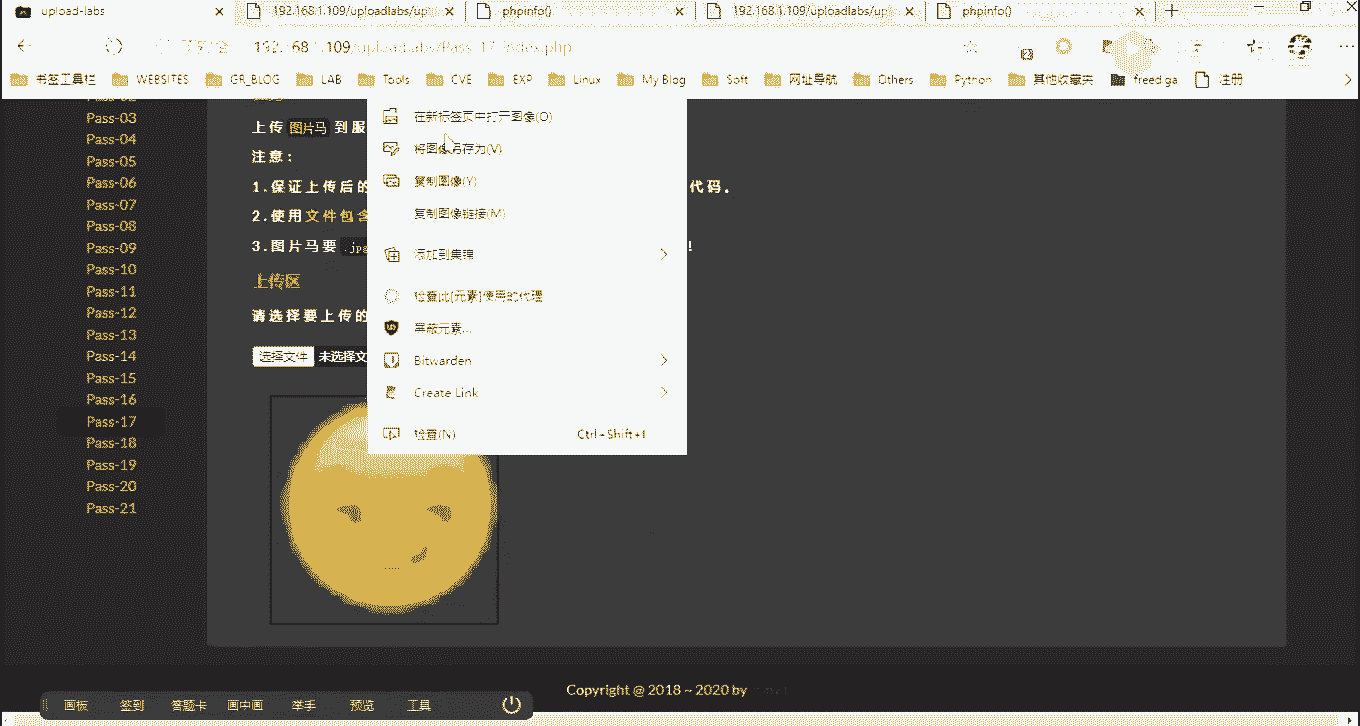 upload-labs
192.168.1.109/uploadlabs/upl
phpinfo()
192.168.1.109/uploadlabs/upl
phpinfo()
192.168.1.109/uploadlabs/Pass-17/index.php
书签工具栏 WEBSITES GR_BLOG LAB Tools CVE EXP Linux My Blog Soft 网址导航 Others Python 其他收藏夹 freed.ga 注册
Pass-03
Pass-04
Pass-05
Pass-06
Pass-07
Pass-08
Pass-09
Pass-10
Pass-11
Pass-12
Pass-13
Pass-14
Pass-15
Pass-16
Pass-17
Pass-18
Pass-19
Pass-20
Pass-21
上传 图片马 到服
注意：
1.保证上传后的 代码。
2.使用文件包含
3.图片马要 .jp !
上传区
请选择要上传的
选择文件 未选择文
在新标签页中打开图像(O)
将图像另存为(V)
复制图像(Y)
复制图像链接(M)
添加到集锦
检查此[元素]使用的代理
屏蔽元素...
Bitwarden
Create Link
检查(N) Ctrl+Shift+I
Copyright @ 2018 ~ 2020 by
画板 签到 答题卡 画中画 举手 预览 工具